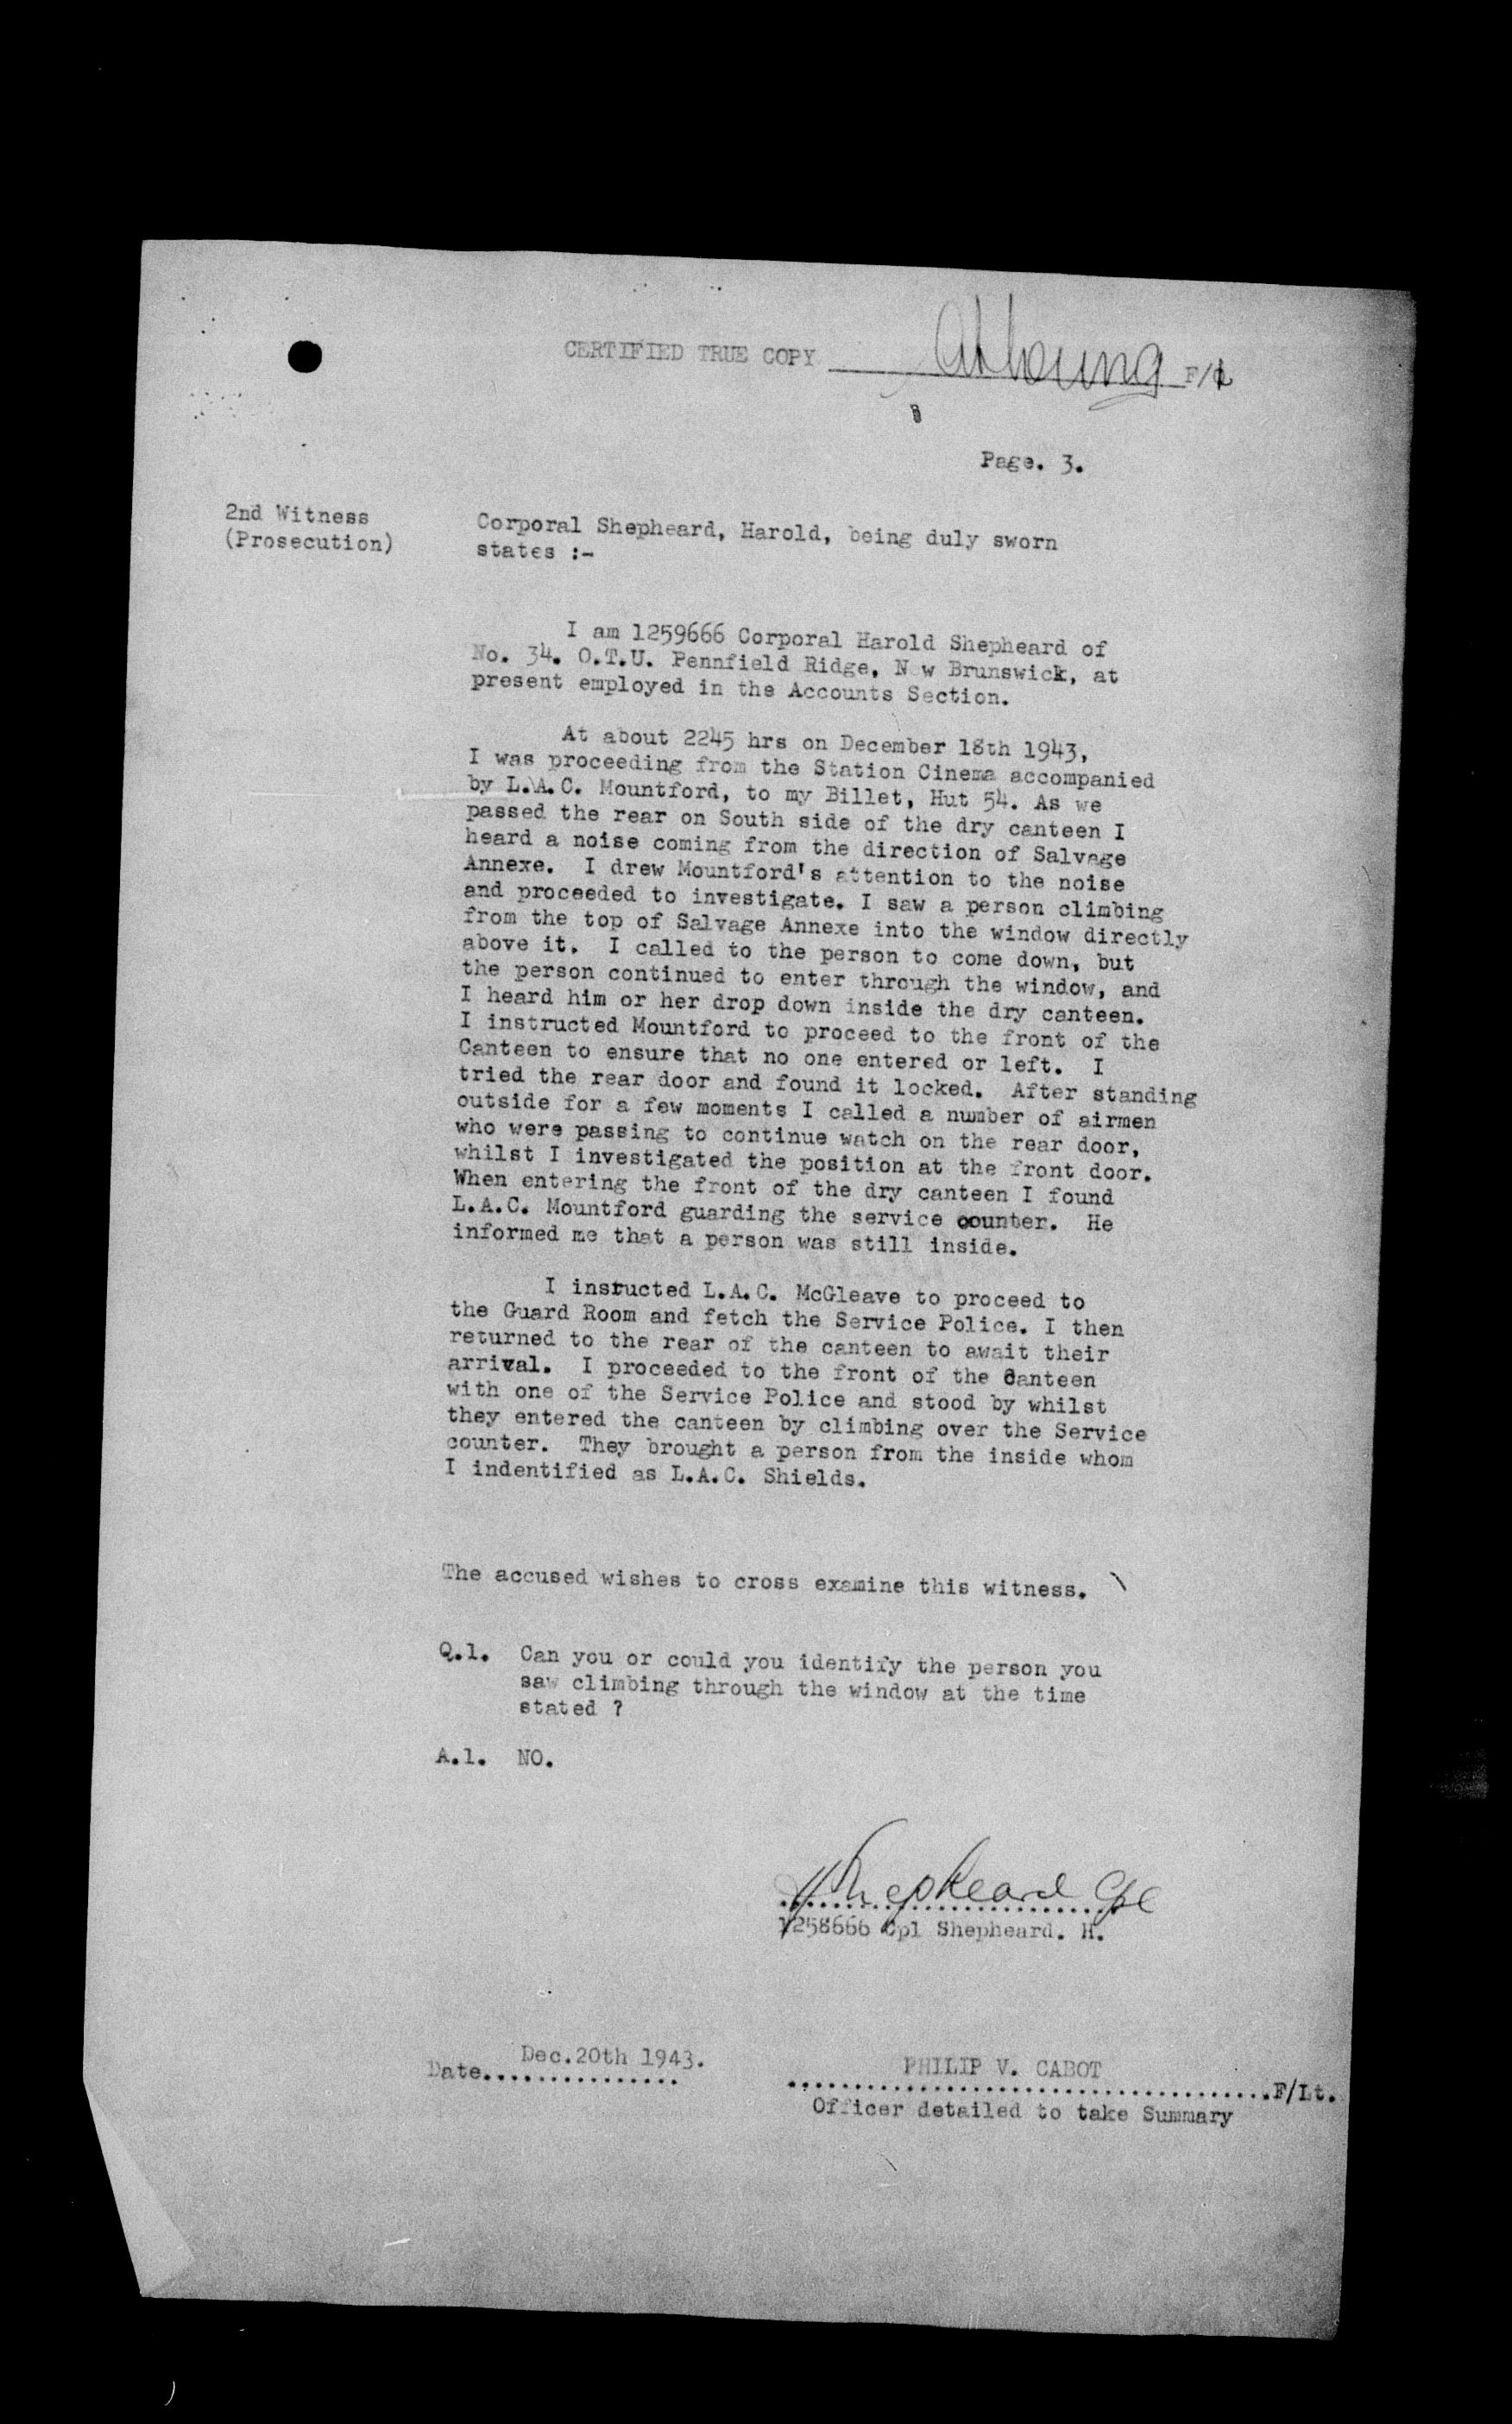 CERTIFIED TRUE COPY F/
Page. 3.
2nd Witness
(Prosecution)
Corporal Shepheard, Harold, being duly sworn
states :-
I am 1259666 Corporal Harold Shepheard of
No. 34. O.T.U. Pennfield Ridge, N w Brunswick, at
present employed in the Accounts Section.
At about 2245 hrs on December 18th 1943,
I was proceeding from the Station Cinema accompanied
by L.A.C. Mountford, to my Billet, Hut 54. As we
passed the rear on South side of the dry canteen I
heard a noise coming from the direction of Salvage
Annexe. I drew Mountford's attention to the noise
and proceeded to investigate. I saw a person climbing
from the top of Salvage Annexe into the window directly
above it. I called to the person to come down, but
the person continued to enter through the window, and
I heard him or her drop down inside the dry canteen.
I instructed Mountford to proceed to the front of the
Canteen to ensure that no one entered or left. I
tried the rear door and found it locked. After standing
outside for a few moments I called a number of airmen
who were passing to continue watch on the rear door,
whilst I investigated the position at the front door.
When entering the front of the dry canteen I found
L.A.C. Mountford guarding the service counter. He
informed me that a person was still inside.
I instructed L.A.C. McGleave to proceed to
the Guard Room and fetch the Service Police. I then
returned to the rear of the canteen to await their
arrival. I proceeded to the front of the Canteen
with one of the Service Police and stood by whilst
they entered the canteen by climbing over the Service
counter. They brought a person from the inside whom
I indentified as L.A.C. Shields.
The accused wishes to cross examine this witness.
Q.1. Can you or could you identify the person you
saw climbing through the window at the time
stated ?
A.1. NO.
HShepheard Cpl
1258666 Cpl Shepheard. H.
Date Dec.20th 1943.
PHILIP V. CABOT F/Lt.
Officer detailed to take Summary